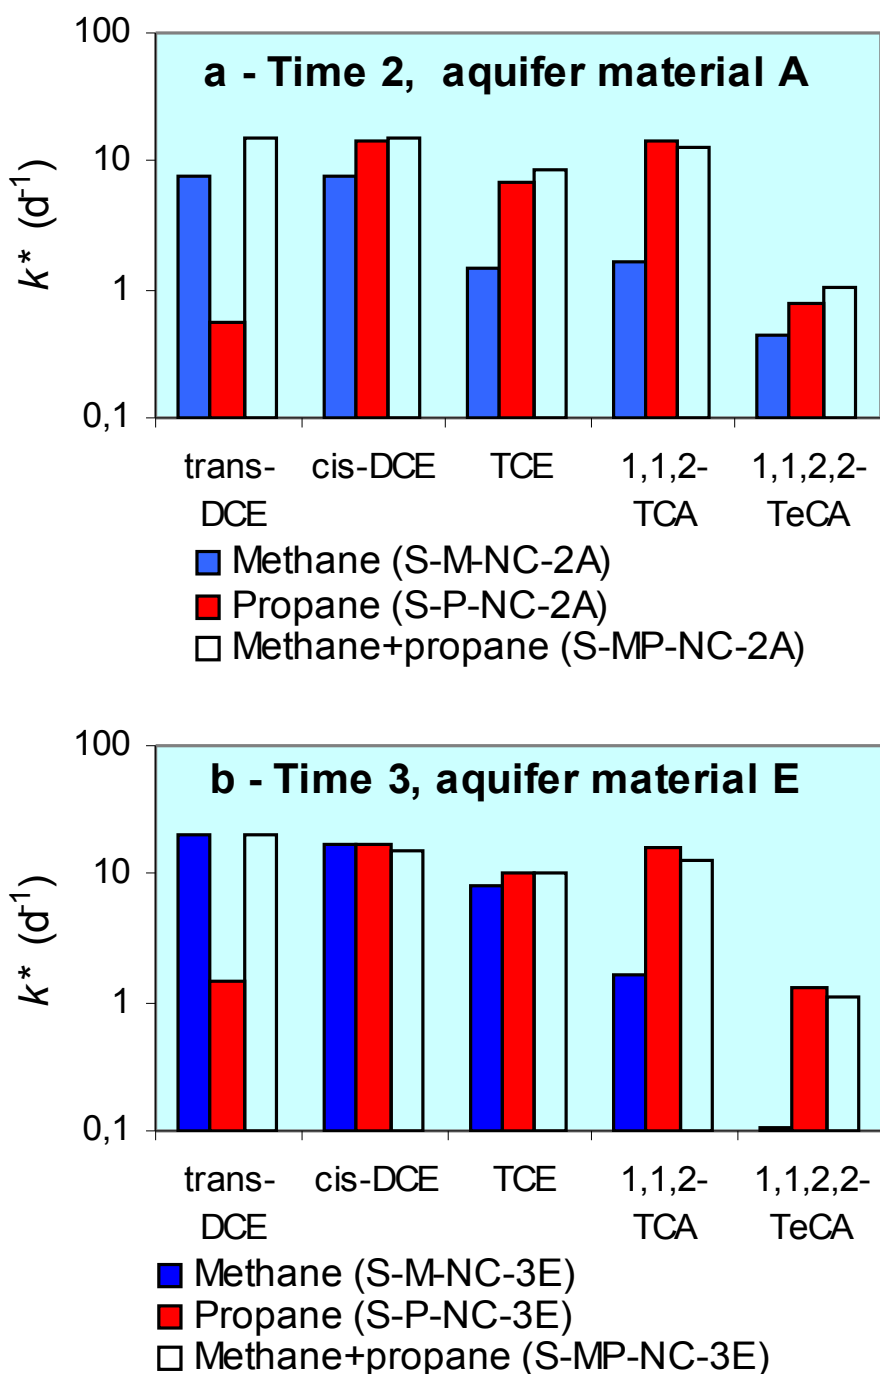 100
a - Time 2, aquifer material A
10
1
0,1
k* (d-1)
trans-
DCE
cis-DCE
TCE
1,1,2-
TCA
1,1,2,2-
TeCA
Methane (S-M-NC-2A)
Propane (S-P-NC-2A)
Methane+propane (S-MP-NC-2A)
100
b - Time 3, aquifer material E
10
1
0,1
k* (d-1)
trans-
DCE
cis-DCE
TCE
1,1,2-
TCA
1,1,2,2-
TeCA
Methane (S-M-NC-3E)
Propane (S-P-NC-3E)
Methane+propane (S-MP-NC-3E)